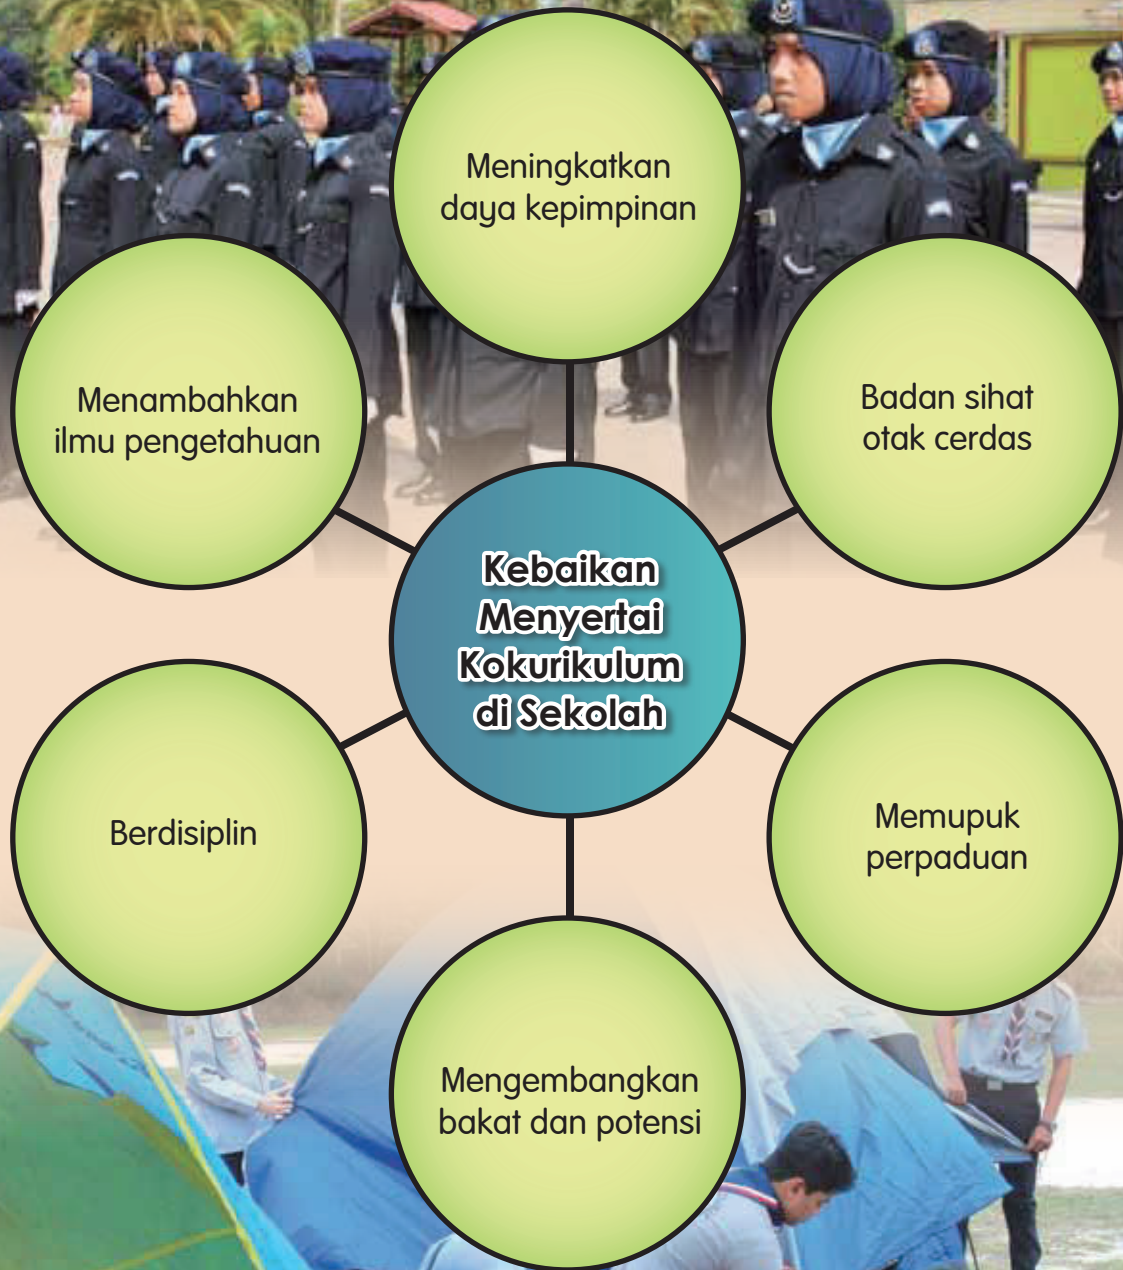 Meningkatkan
daya kepimpinan
Menambahkan
ilmu pengetahuan
Badan sihat
otak cerdas
Kebaikan
Menyertai
Kokurikulum
di Sekolah
Berdisiplin
Memupuk
perpaduan
Mengembangkan
bakat dan potensi